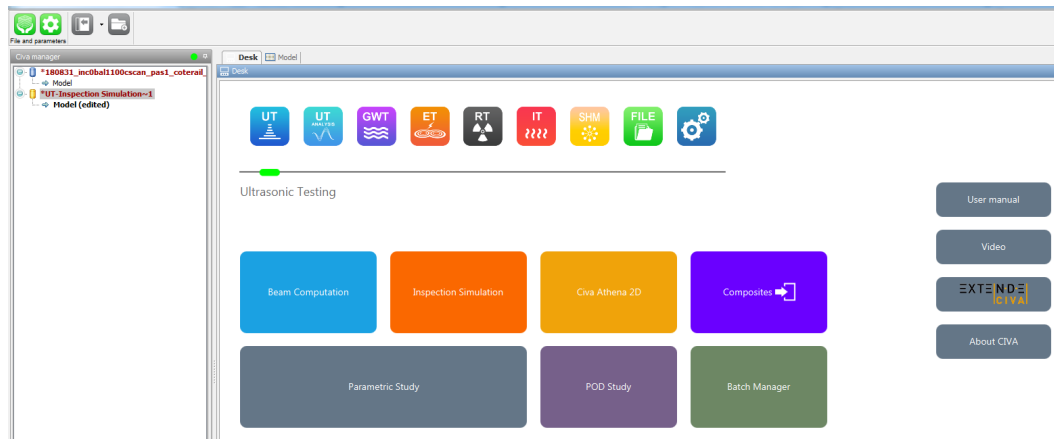 File and parameters
Civa manager
Desk Model
*180831_inc0bal1100cscan_pas1_coterail_
Model
*UT-Inspection Simulation~1
Model (edited)
Desk
UT
UT ANALYSIS
GWT
ET
RT
IT
SHM
FILE
Ultrasonic Testing
User manual
Video
EXTENDE
CIVA
About CIVA
Beam Computation
Inspection Simulation
Civa Athena 2D
Composites
Parametric Study
POD Study
Batch Manager